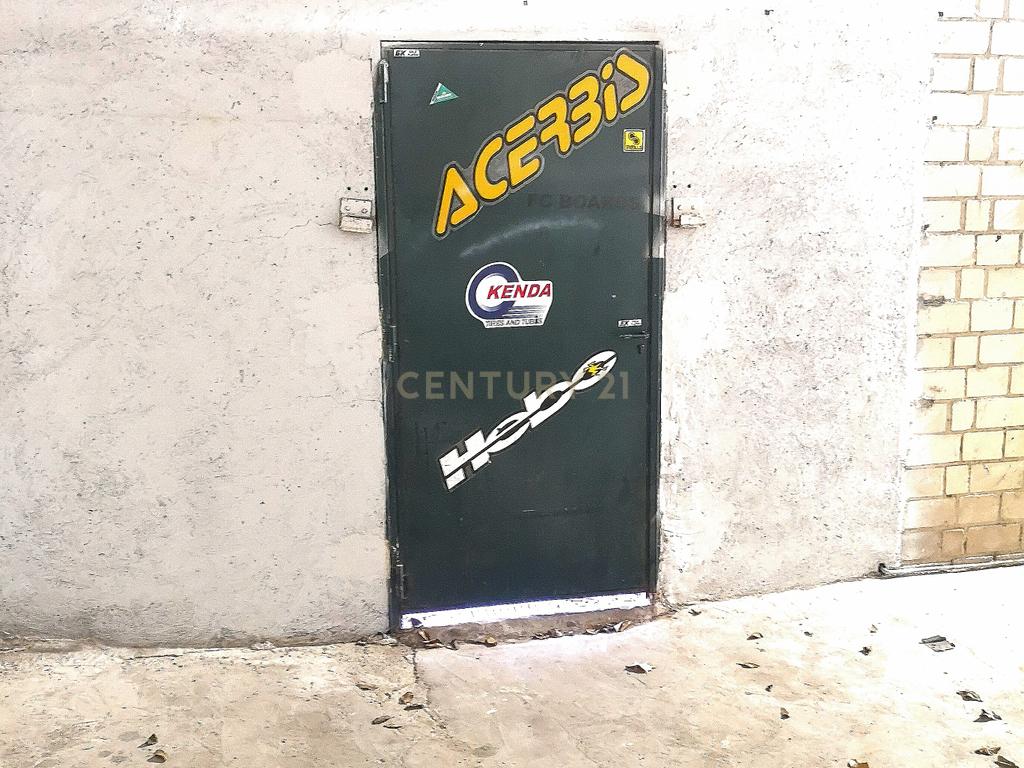 ACERBIS
FC BOARDS
KENDA
TIRES AND TUBES
CENTURY 21
Hebo